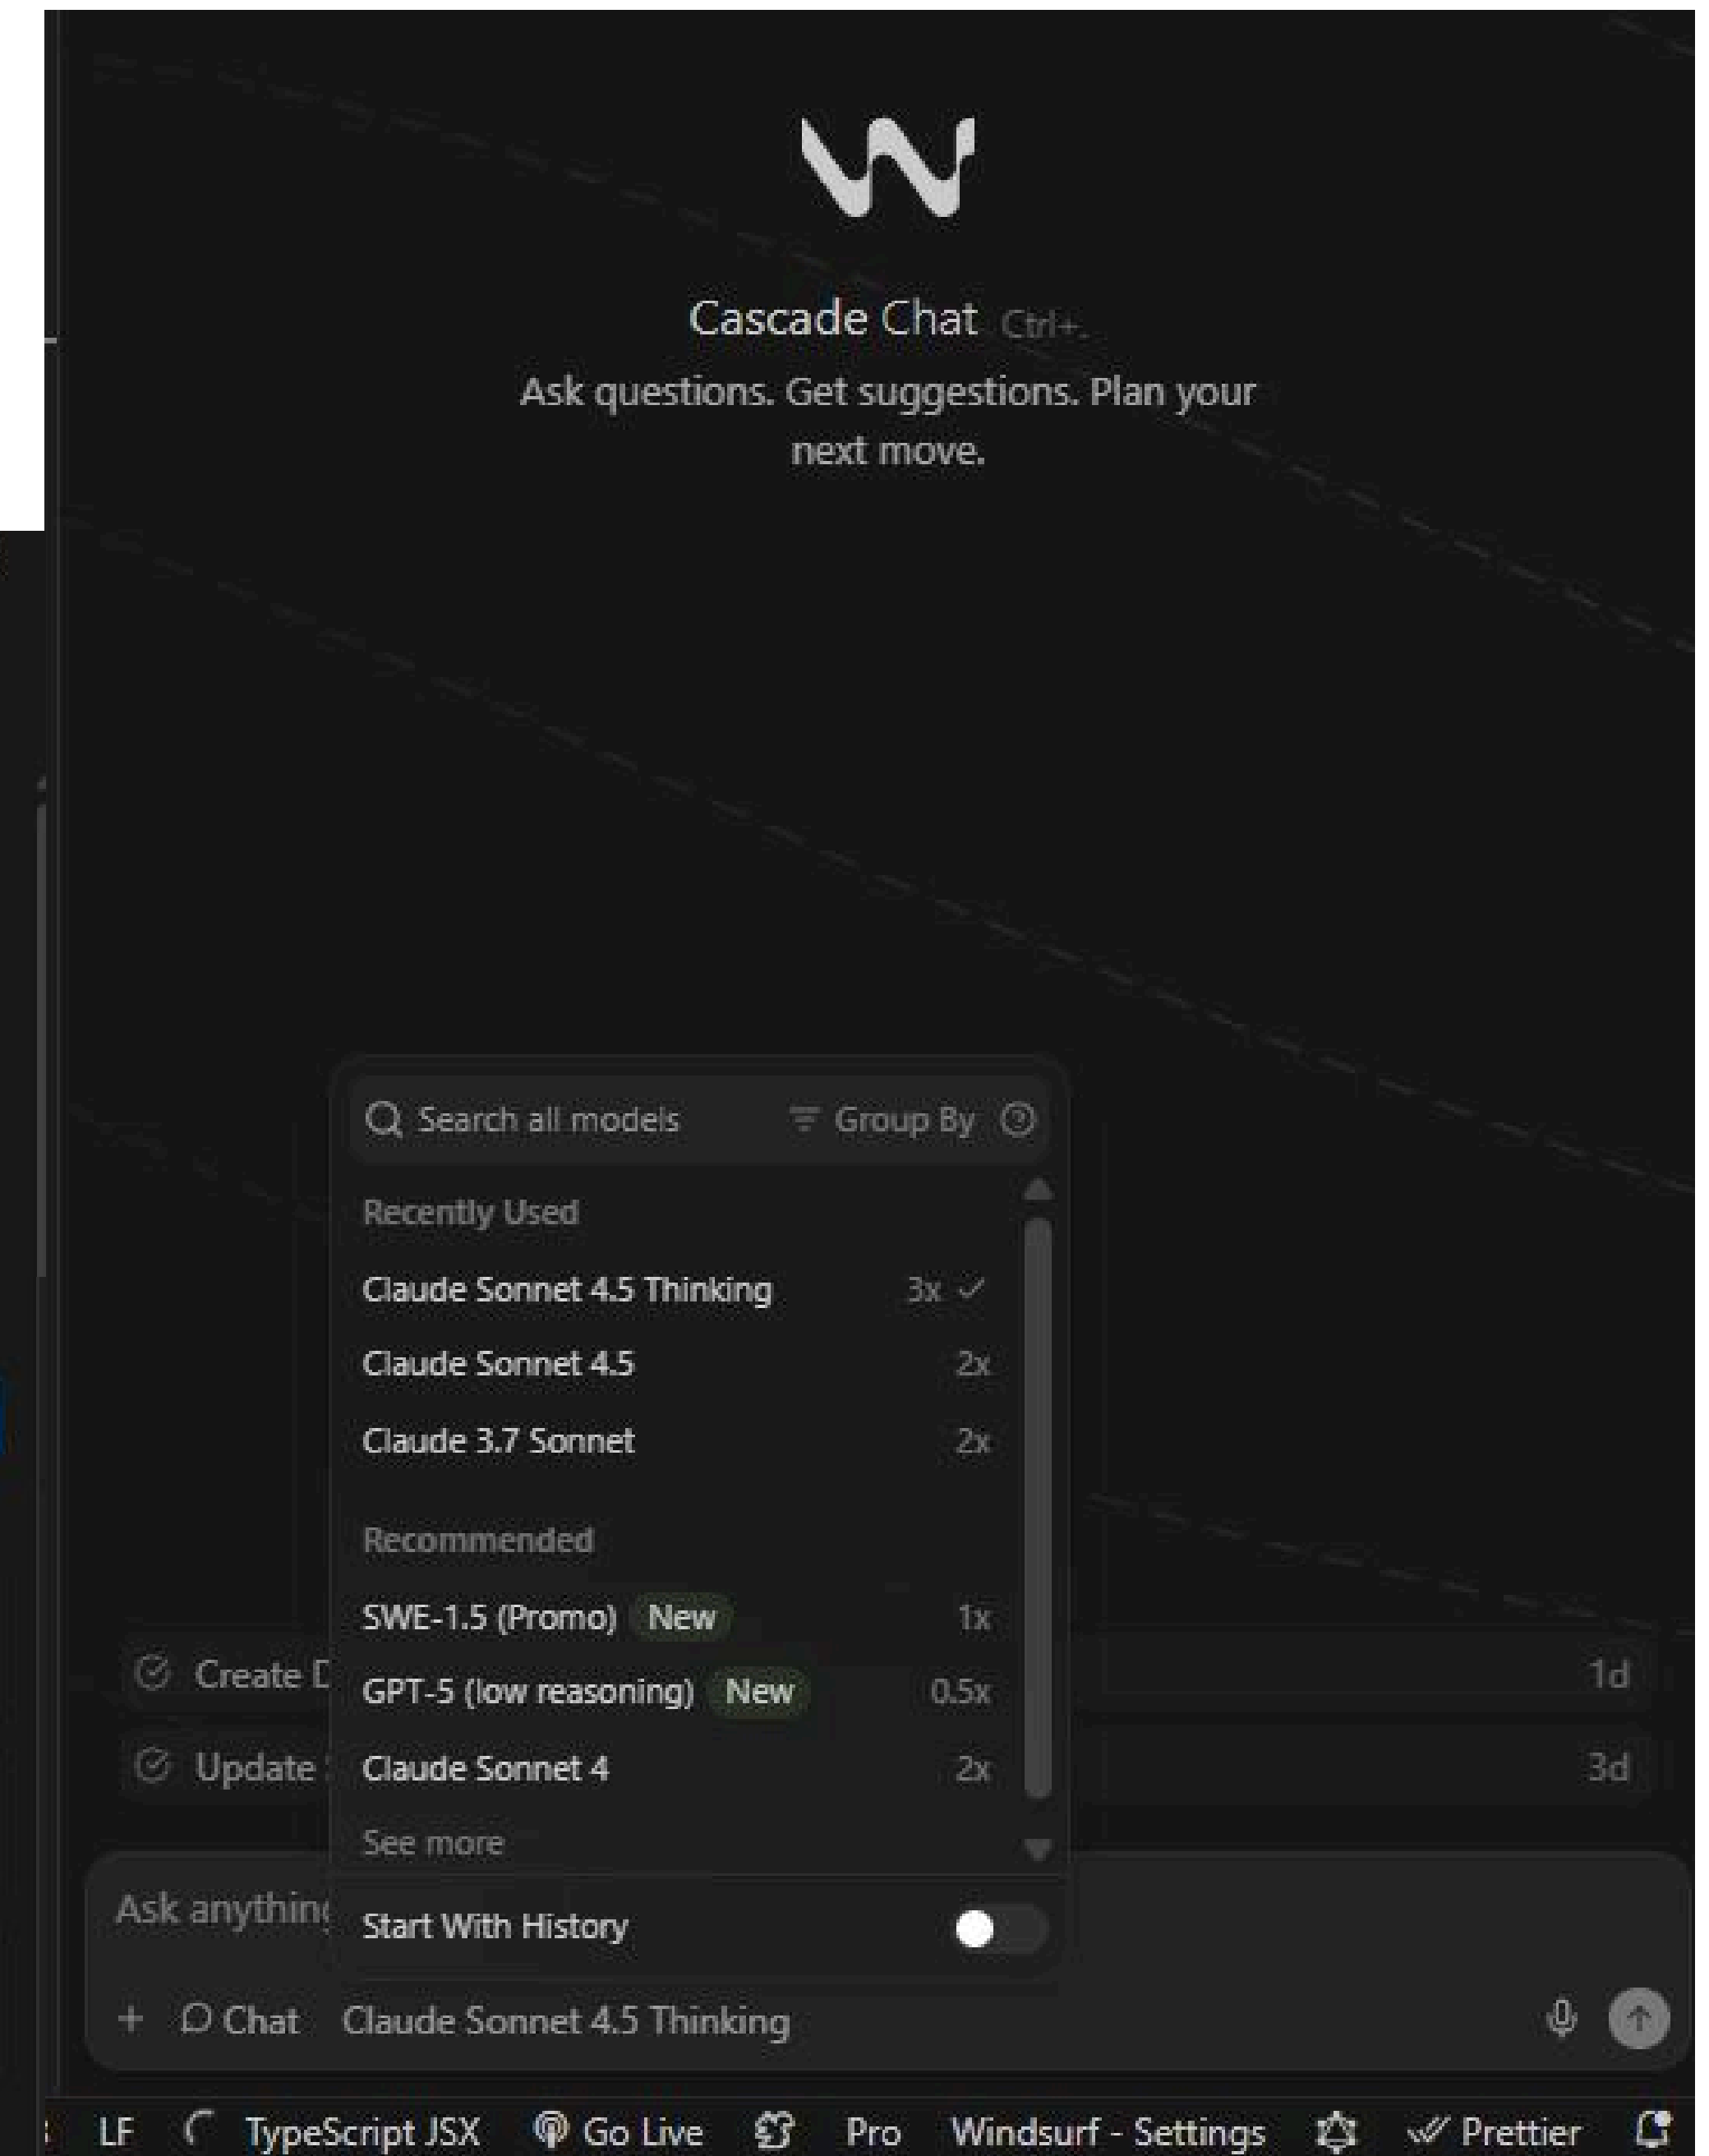 Cascade Chat Ctrl+.
Ask questions. Get suggestions. Plan your
next move.
Search all models Group By
Recently Used
Claude Sonnet 4.5 Thinking 3x
Claude Sonnet 4.5 2x
Claude 3.7 Sonnet 2x
Recommended
SWE-1.5 (Promo) New 1x
GPT-5 (low reasoning) New 0.5x
Claude Sonnet 4 2x
See more
Start With History
Create 1d
Update 3d
Ask anything
Chat Claude Sonnet 4.5 Thinking
LF TypeScript JSX Go Live Pro Windsurf - Settings Prettier